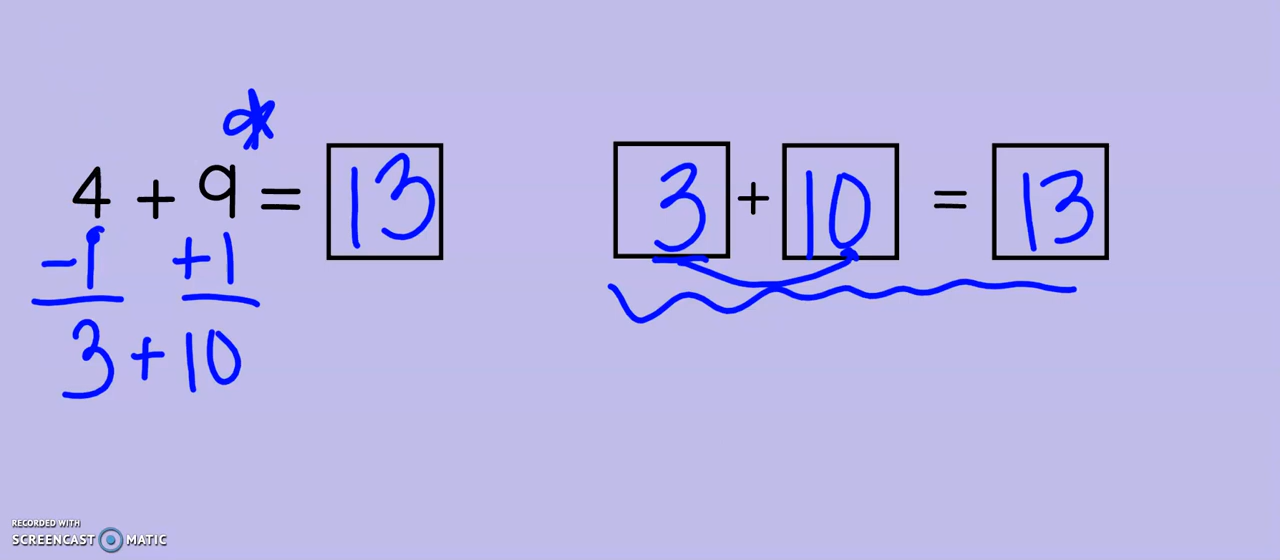 *
4 + 9 = 13 3 + 10 = 13
-1 +1
3 + 10
RECORDED WITH
SCREENCAST MATIC